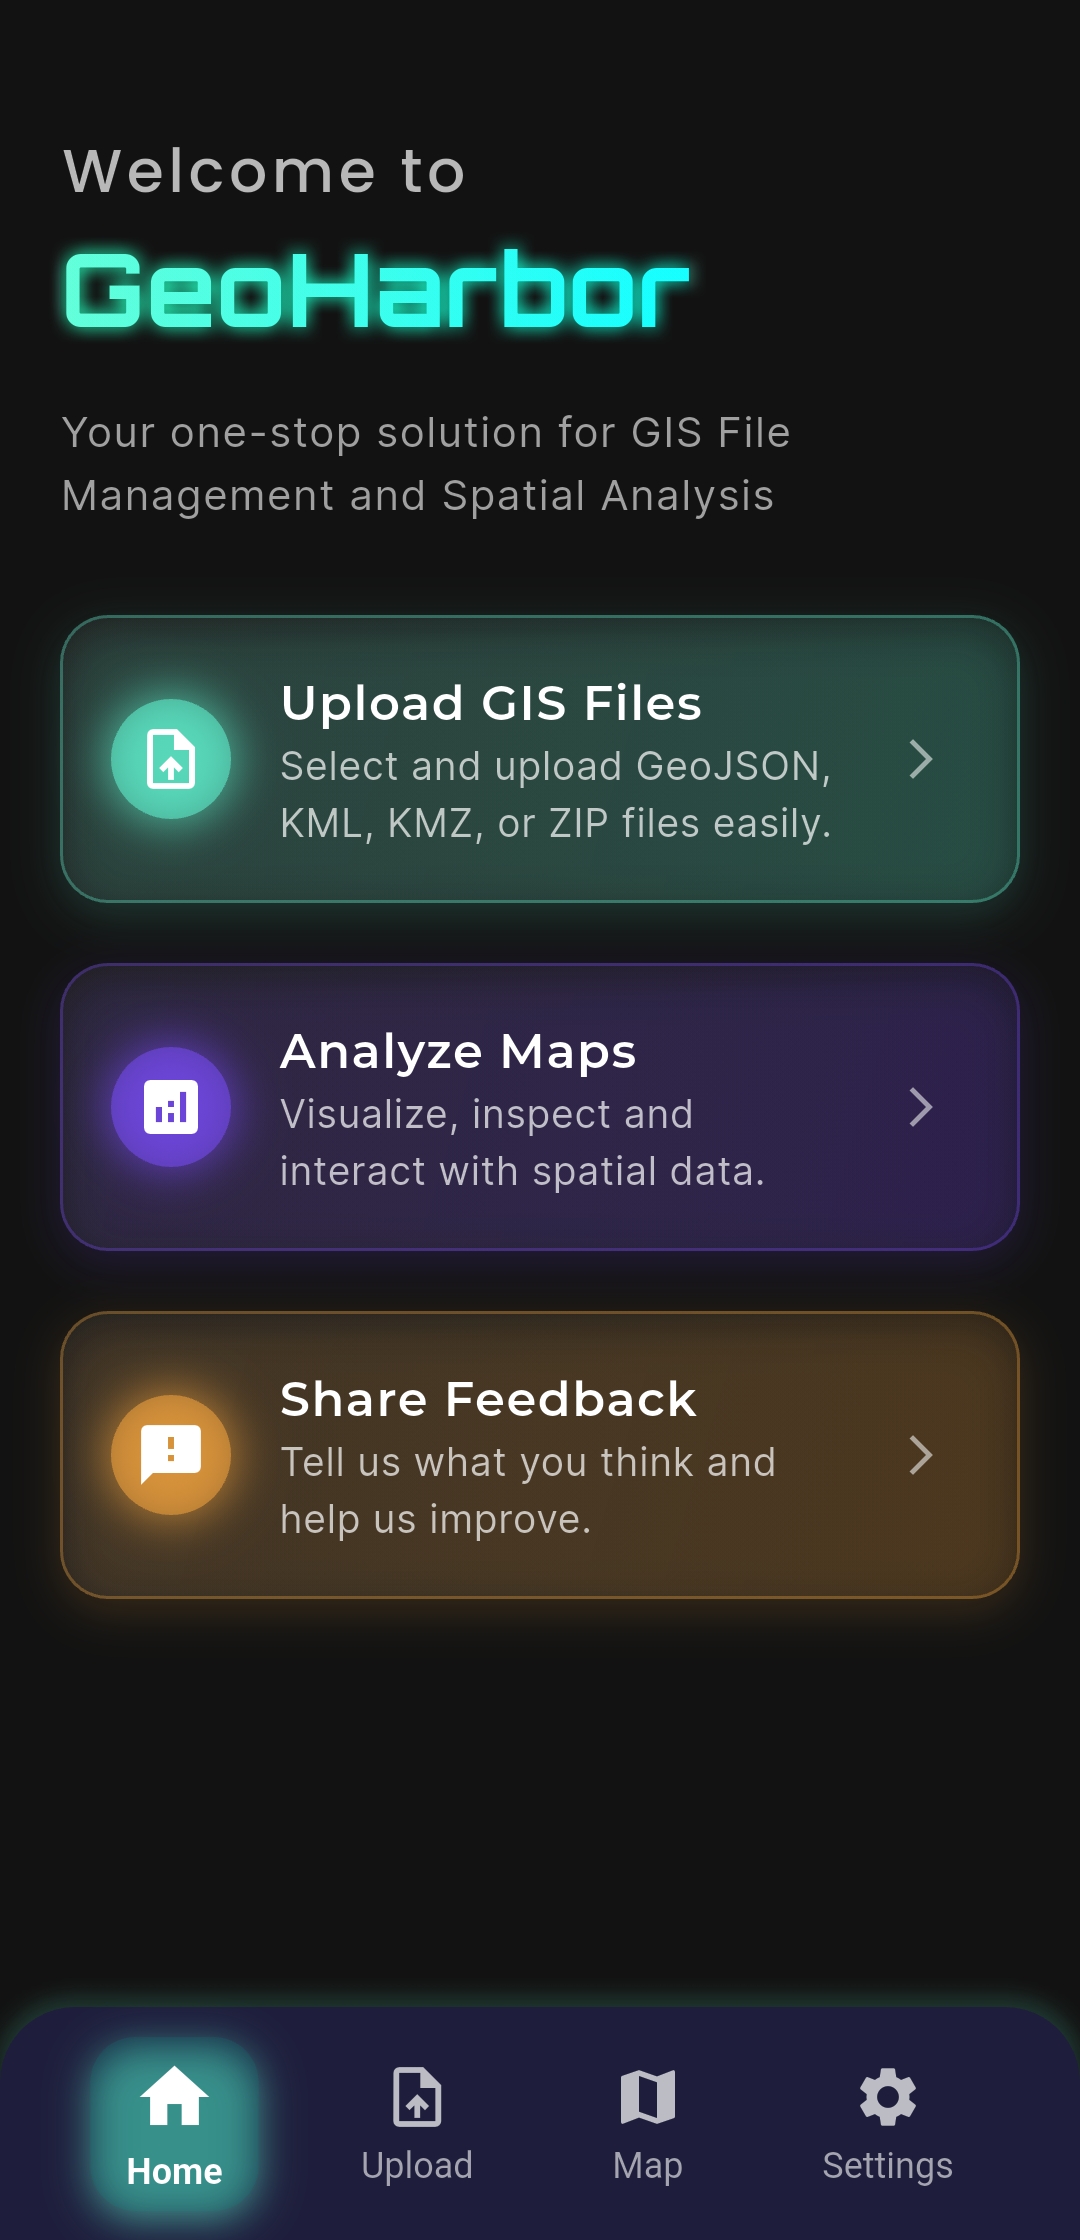 Welcome to
GeoHarbor
Your one-stop solution for GIS File
Management and Spatial Analysis
Upload GIS Files
Select and upload GeoJSON,
KML, KMZ, or ZIP files easily.
Analyze Maps
Visualize, inspect and
interact with spatial data.
Share Feedback
Tell us what you think and
help us improve.
Home
Upload
Map
Settings